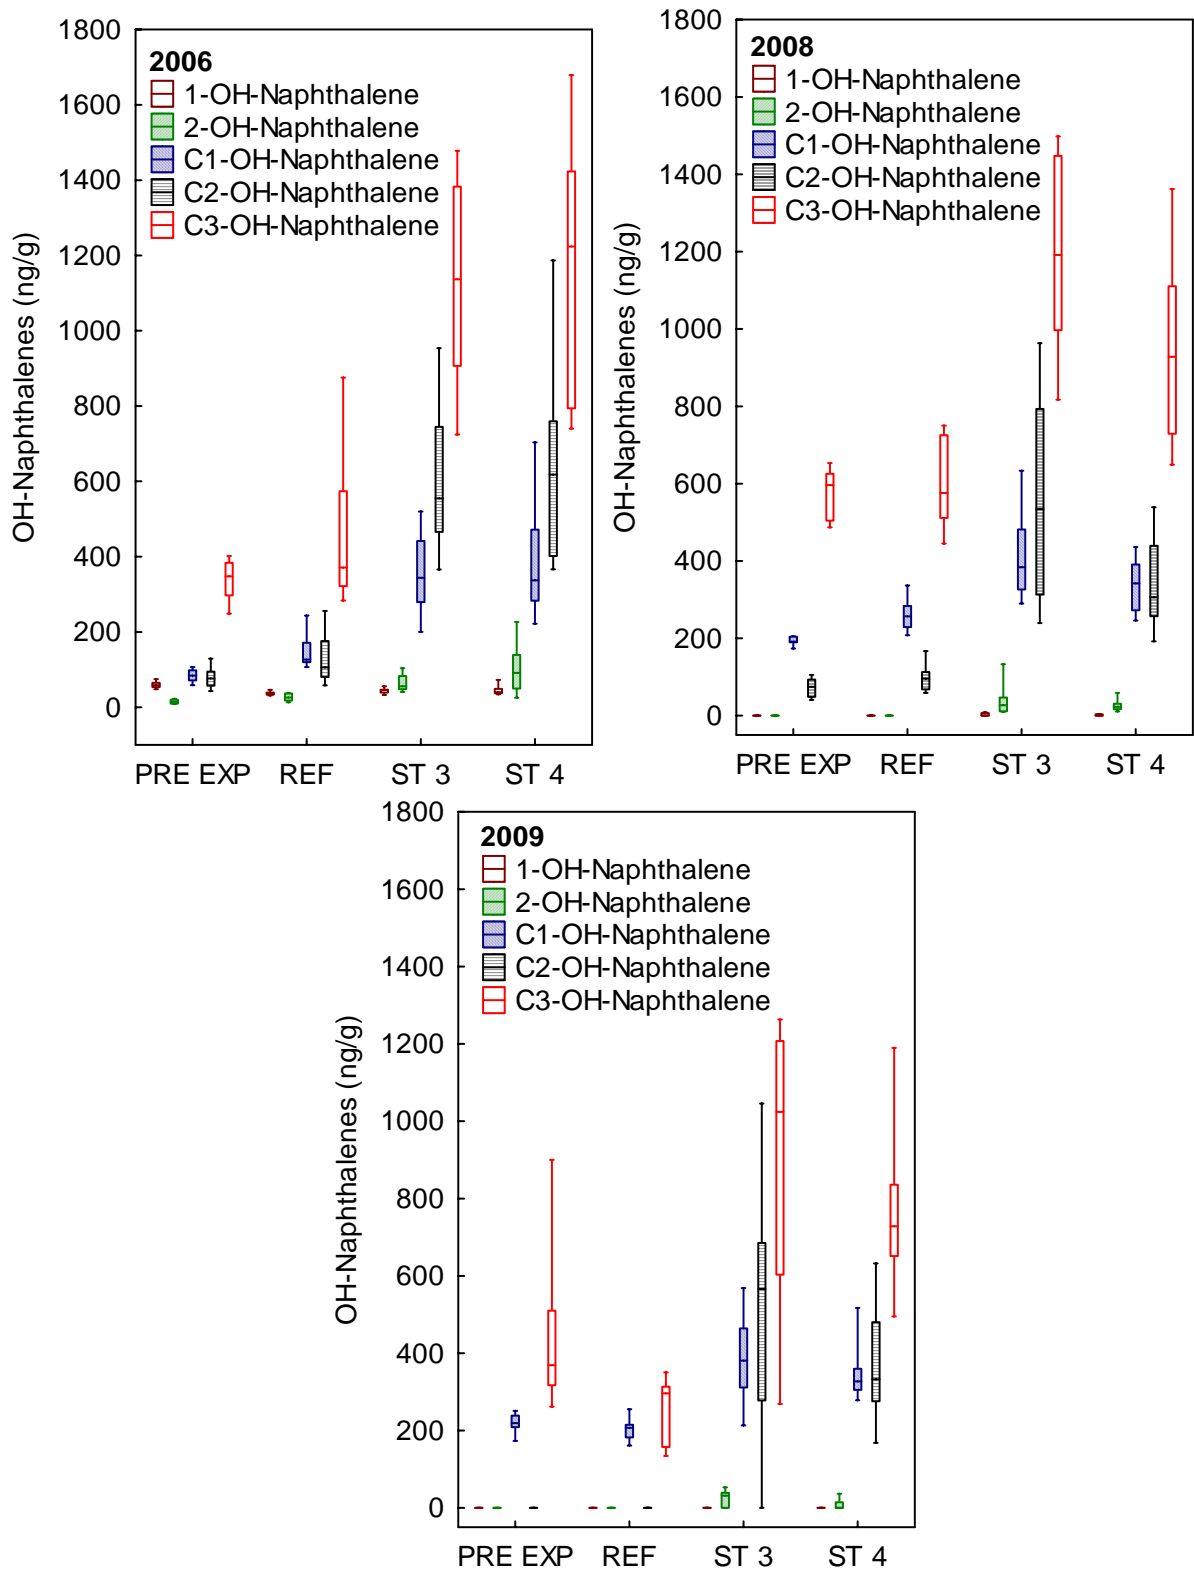 2006
1-OH-Naphthalene
2-OH-Naphthalene
C1-OH-Naphthalene
C2-OH-Naphthalene
C3-OH-Naphthalene
OH-Naphthalenes (ng/g)
1800
1600
1400
1200
1000
800
600
400
200
0
PRE EXP REF ST 3 ST 4
2008
1-OH-Naphthalene
2-OH-Naphthalene
C1-OH-Naphthalene
C2-OH-Naphthalene
C3-OH-Naphthalene
OH-Naphthalenes (ng/g)
1800
1600
1400
1200
1000
800
600
400
200
0
PRE EXP REF ST 3 ST 4
2009
1-OH-Naphthalene
2-OH-Naphthalene
C1-OH-Naphthalene
C2-OH-Naphthalene
C3-OH-Naphthalene
OH-Naphthalenes (ng/g)
1800
1600
1400
1200
1000
800
600
400
200
0
PRE EXP REF ST 3 ST 4